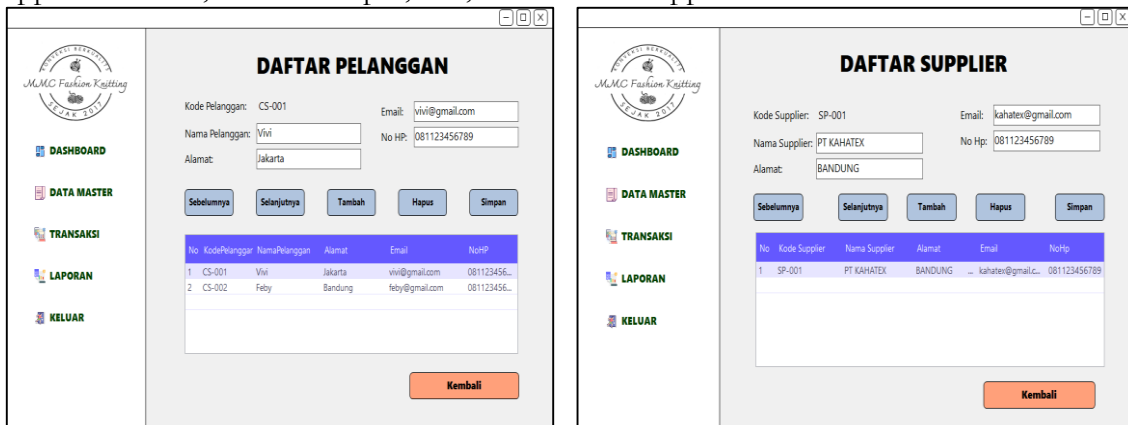 KONVEKSI BERKUALITAS
MMC Fashion Knitting
SEJAK 2017
DASHBOARD
DATA MASTER
TRANSAKSI
LAPORAN
KELUAR
DAFTAR PELANGGAN
Kode Pelanggan: CS-001
Email: vivi@gmail.com
Nama Pelanggan: Vivi
No HP: 081123456789
Alamat: Jakarta
Sebelumnya Selanjutnya Tambah Hapus Simpan
No KodePelanggar NamaPelanggan Alamat Email NoHP
1 CS-001 Vivi Jakarta vivi@gmail.com 081123456...
2 CS-002 Feby Bandung feby@gmail.com 081123456...
Kembali
MMC Fashion Knitting
SEJAK 2017
DASHBOARD
DATA MASTER
TRANSAKSI
LAPORAN
KELUAR
DAFTAR SUPPLIER
Kode Supplier: SP-001
Email: kahatex@gmail.com
Nama Supplier: PT KAHATEX
No Hp: 081123456789
Alamat: BANDUNG
Sebelumnya Selanjutnya Tambah Hapus Simpan
No Kode Supplier Nama Supplier Alamat Email NoHp
1 SP-001 PT KAHATEX BANDUNG ... kahatex@gmail.c... 081123456789
Kembali